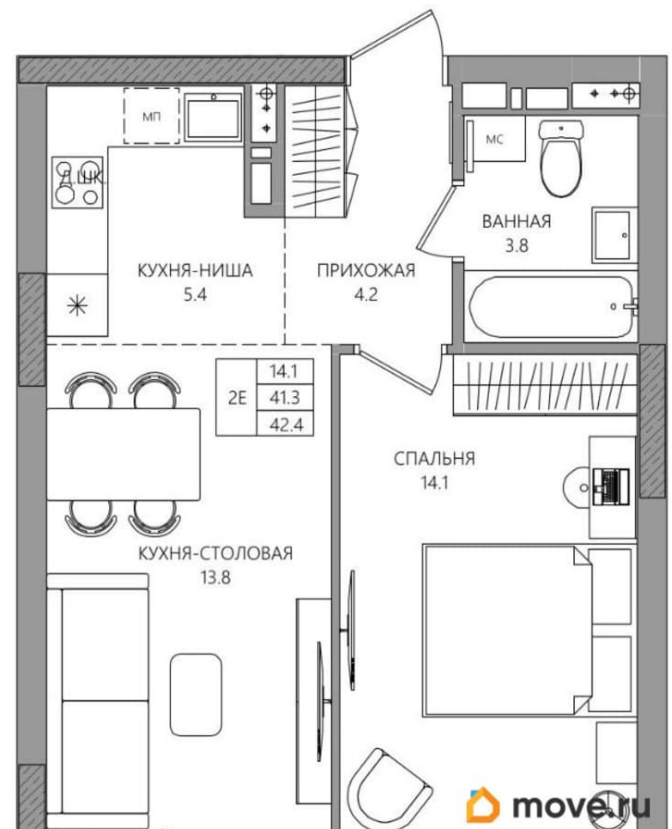 МП
МС
Д.ШК.
ВАННАЯ
3.8
КУХНЯ-НИША
5.4
ПРИХОЖАЯ
4.2
2Е
14.1
41.3
42.4
СПАЛЬНЯ
14.1
КУХНЯ-СТОЛОВАЯ
13.8
move.ru